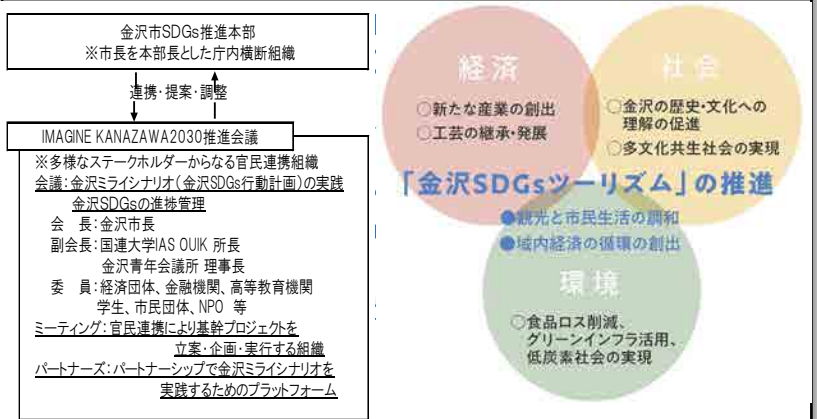 金沢市SDGs推進本部
※市長を本部長とした庁内横断組織
連携・提案・調整
IMAGINE KANAZAWA2030推進会議
※多様なステークホルダーからなる官民連携組織
会議：金沢ミライシナリオ（金沢SDGs行動計画）の実践
金沢SDGsの進捗管理
会　長：金沢市長
副会長：国連大学IAS OUIK 所長
金沢青年会議所 理事長
委　員：経済団体、金融機関、高等教育機関
学生、市民団体、NPO 等
ミーティング：官民連携により基幹プロジェクトを
立案・企画・実行する組織
パートナーズ：パートナーシップで金沢ミライシナリオを
実践するためのプラットフォーム
経済
○新たな産業の創出
○工芸の継承・発展
社会
○金沢の歴史・文化への
理解の促進
○多文化共生社会の実現
「金沢SDGsツーリズム」の推進
●観光と市民生活の調和
●域内経済の循環の創出
環境
○食品ロス削減、
グリーンインフラ活用、
低炭素社会の実現